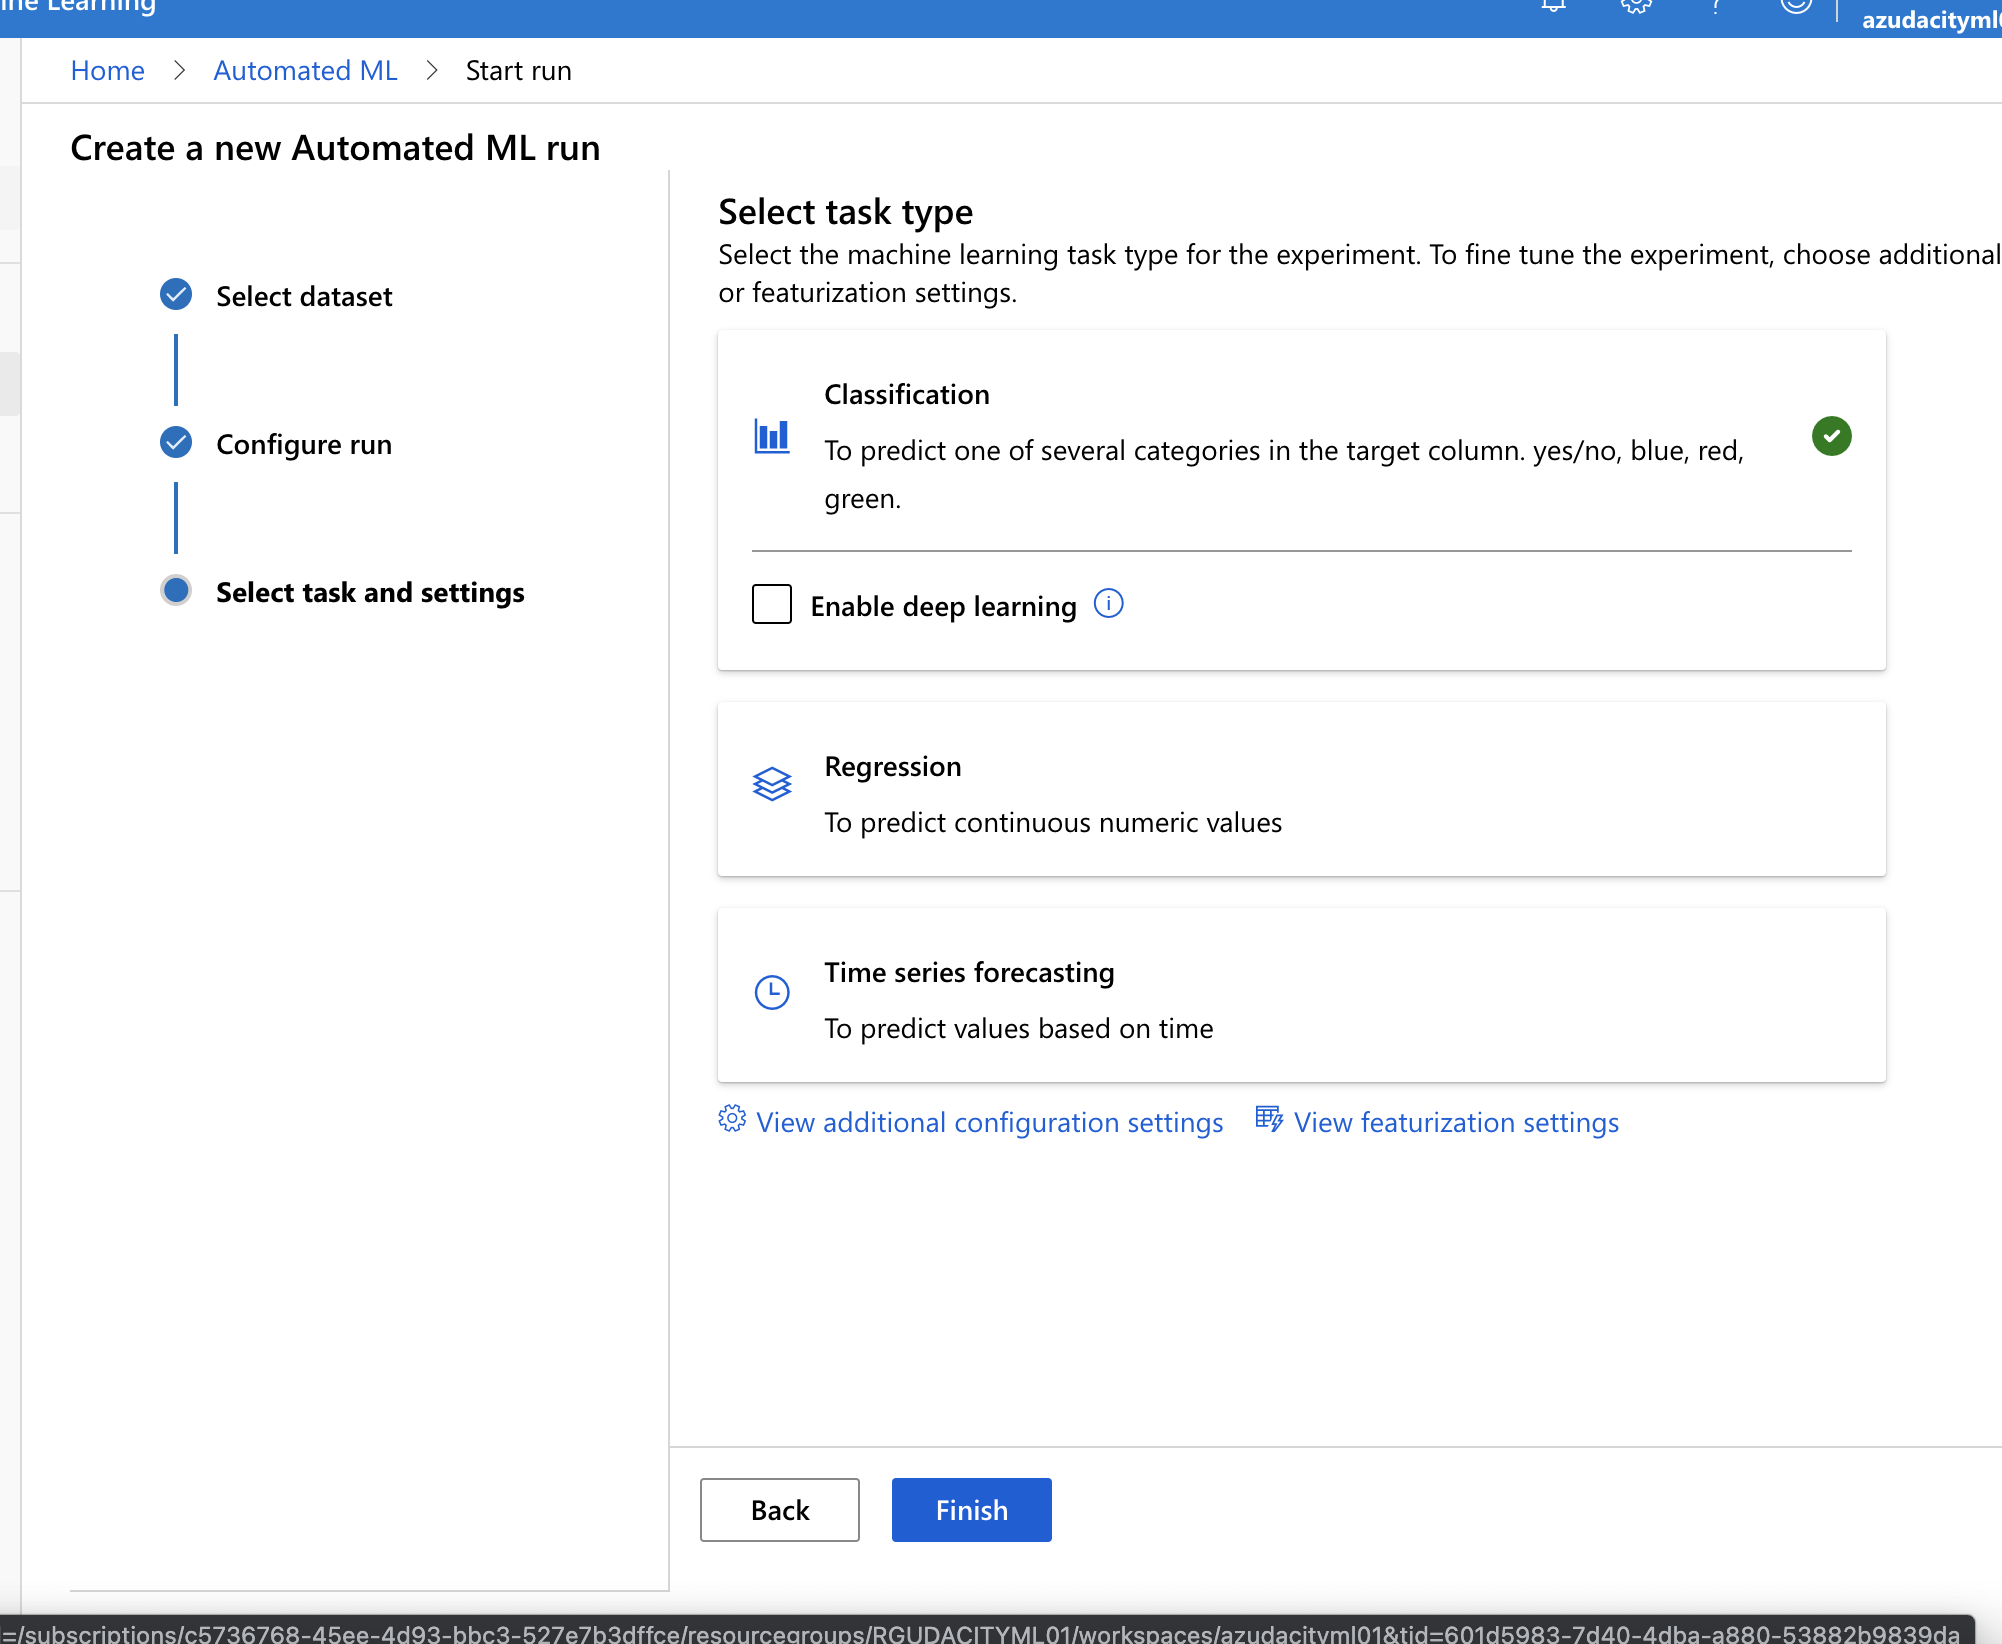 ine Learning
azudacityml
Home > Automated ML > Start run
Create a new Automated ML run
Select dataset
Configure run
Select task and settings
Select task type
Select the machine learning task type for the experiment. To fine tune the experiment, choose additional
or featurization settings.
Classification
To predict one of several categories in the target column. yes/no, blue, red,
green.
Enable deep learning
Regression
To predict continuous numeric values
Time series forecasting
To predict values based on time
View additional configuration settings
View featurization settings
Back
Finish
=/subscriptions/c5736768-45ee-4d93-bbc3-527e7b3dffce/resourcegroups/RGUDACITYML01/workspaces/azudacityml01&tid=601d5983-7d40-4dba-a880-53882b9839da